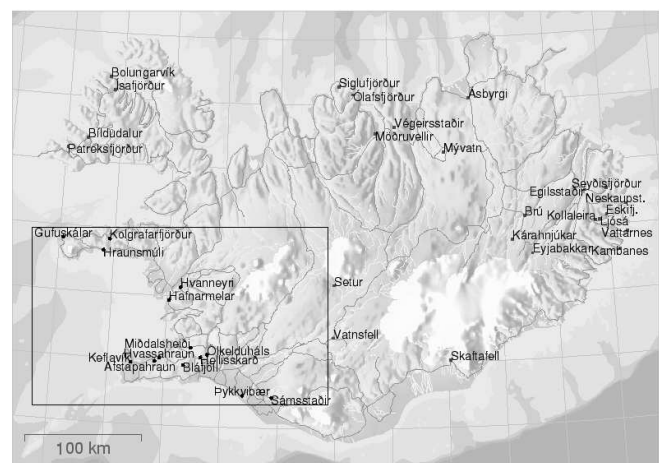 Bolungarvík
Ísafjörður
Siglufjörður
Ólafsfjörður
Ásbyrgi
Végeirsstaðir
Möðruvellir
Bíldudalur
Patreksfjörður
Mývatn
Seyðisfjörður
Egilsstaðir
Neskaupst.
Eskifj.
Brú
Kollaleira
Ljósá
Vattarnes
Gufuskálar
Kolgrafarfjörður
Kárahnjúkar
Hraunsmúli
Eyjabakkar
Kambanes
Hvanneyri
Setur
Hafnarmelar
Vatnsfell
Miðdalsheiði
Ölkelduháls
Hvassahraun
Keflavík
Hellisskarð
Skaftafell
Afstapahraun
Bláfjöll
Þykkvibær
Sámsstaðir
100 km